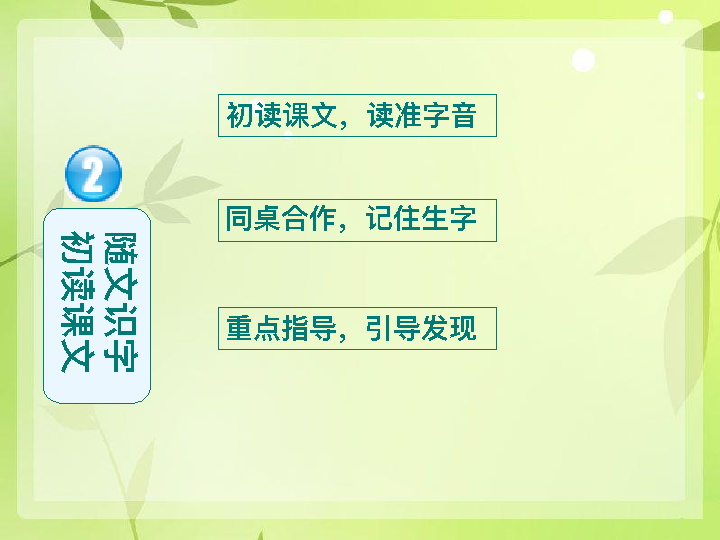 2
随文识字
初读课文
初读课文，读准字音
同桌合作，记住生字
重点指导，引导发现